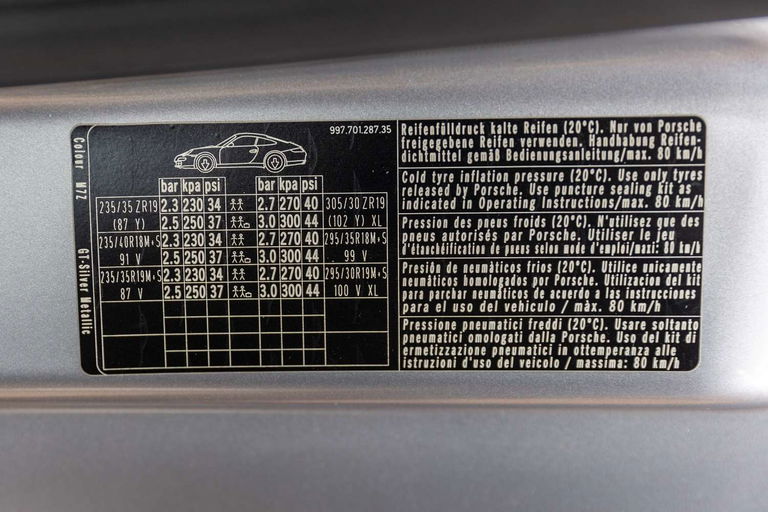 997.701.287.35
Colour M7Z GT-Silver Metallic
bar kpa psi bar kpa psi
235/35 ZR19 2.3 230 34 2.7 270 40 305/30 ZR19
(87 Y) 2.5 250 37 3.0 300 44 (102 Y) XL
235/40R18M+S 2.3 230 34 2.7 270 40 295/35R18M+S
91 V 2.5 250 37 3.0 300 44 99 V
235/35R19M+S 2.3 230 34 2.7 270 40 295/30R19M+S
87 V 2.5 250 37 3.0 300 44 100 V XL
Reifenfülldruck kalte Reifen (20°C). Nur von Porsche
freigegebene Reifen verwenden. Handhabung Reifen-
dichtmittel gemäß Bedienungsanleitung/max. 80 km/h
Cold tyre inflation pressure (20°C). Use only tyres
released by Porsche. Use puncture sealing kit as
indicated in Operating Instructions/max. 80 km/h
Pression des pneus froids (20°C). N'utilisez que des
pneus autorisés par Porsche. Utiliser le jeu
d'étanchéification de pneus selon mode d'emploi/maxi: 80 km/h
Presión de neumáticos frios (20°C). Utilice unicamente
neumáticos homologados por Porsche. Utilizacion del kit
para parchar neumáticos de acuerdo a las instrucciones
para el uso del vehículo / máx. 80 km/h
Pressione pneumatici freddi (20°C). Usare soltanto
pneumatici omologati dalla Porsche. Uso del kit di
ermetizzazione pneumatici in ottemperanza alle
istruzioni d'uso del veicolo / massima: 80 km/h